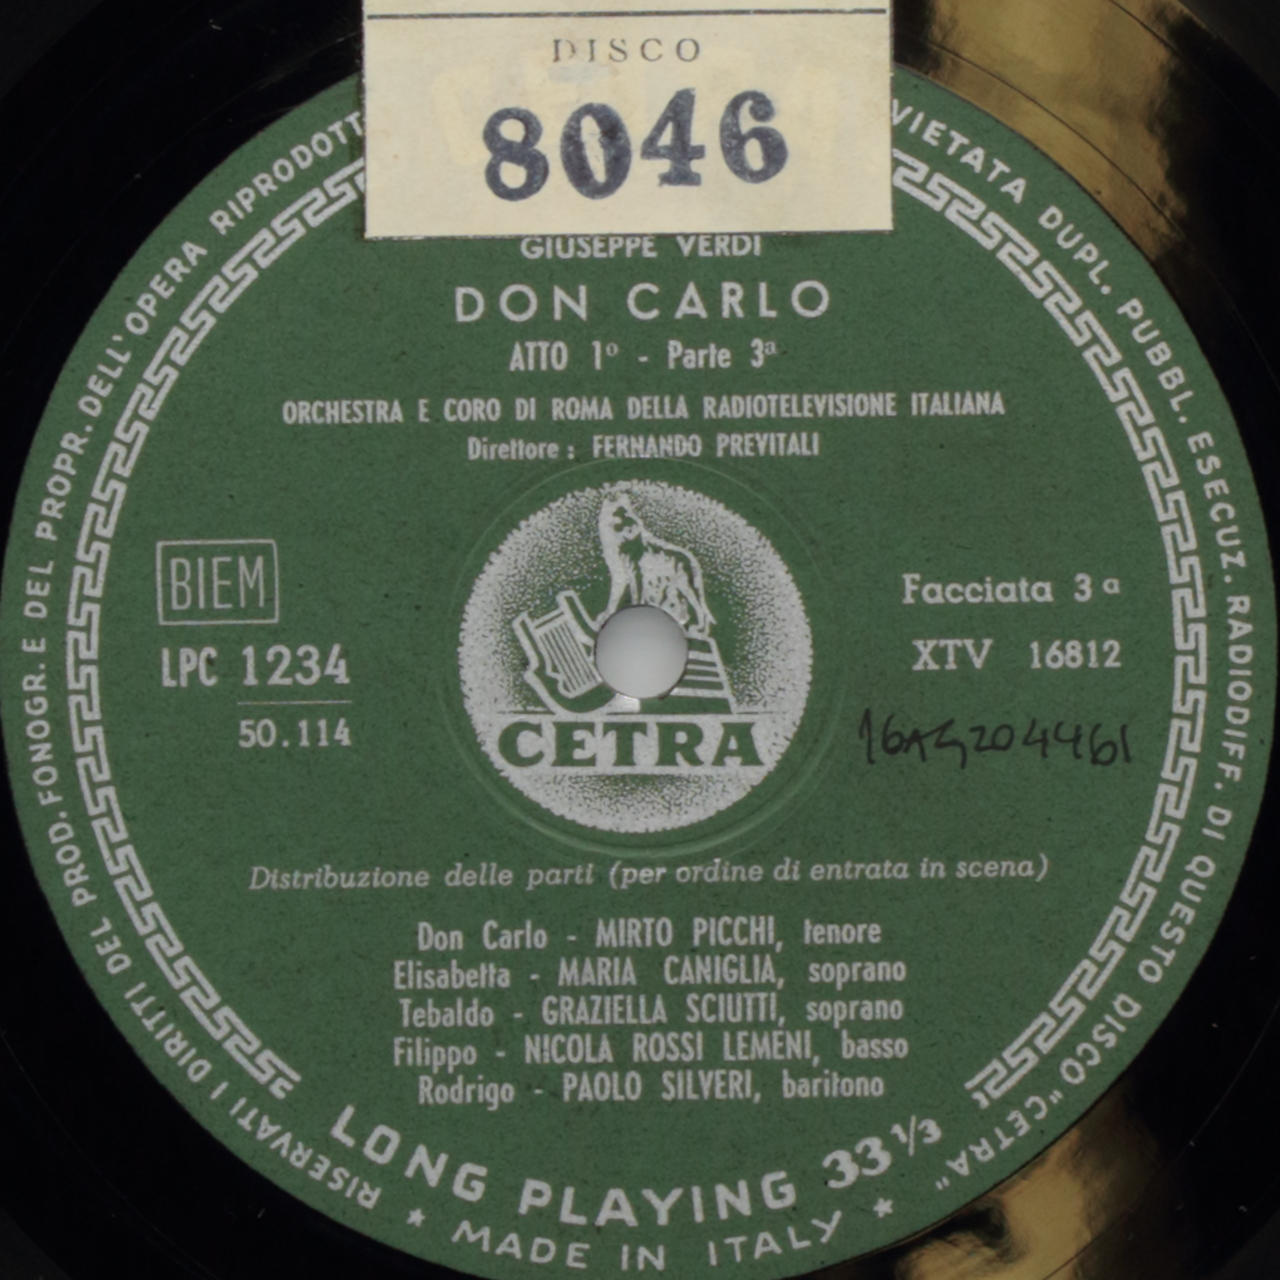 DISCO
8046
GIUSEPPE VERDI
DON CARLO
ATTO 1º - Parte 3ª
ORCHESTRA E CORO DI ROMA DELLA RADIOTELEVISIONE ITALIANA
Direttore : FERNANDO PREVITALI
BIEM
LPC 1234
50.114
Facciata 3ª
XTV 16812
CETRA
Distribuzione delle parti (per ordine di entrata in scena)
Don Carlo - MIRTO PICCHI, tenore
Elisabetta - MARIA CANIGLIA, soprano
Tebaldo - GRAZIELLA SCIUTTI, soprano
Filippo - NICOLA ROSSI LEMENI, basso
Rodrigo - PAOLO SILVERI, baritono
LONG PLAYING 33 1/3
★ MADE IN ITALY ★
RISERVATI I DIRITTI DEL PROD. FONOGR. E DEL PROPR. DELL'OPERA RIPRODOTT
VIETATA DUPL. PUBBL. ESECUZ. RADIODIFF. DI QUESTO DISCO "CETRA"